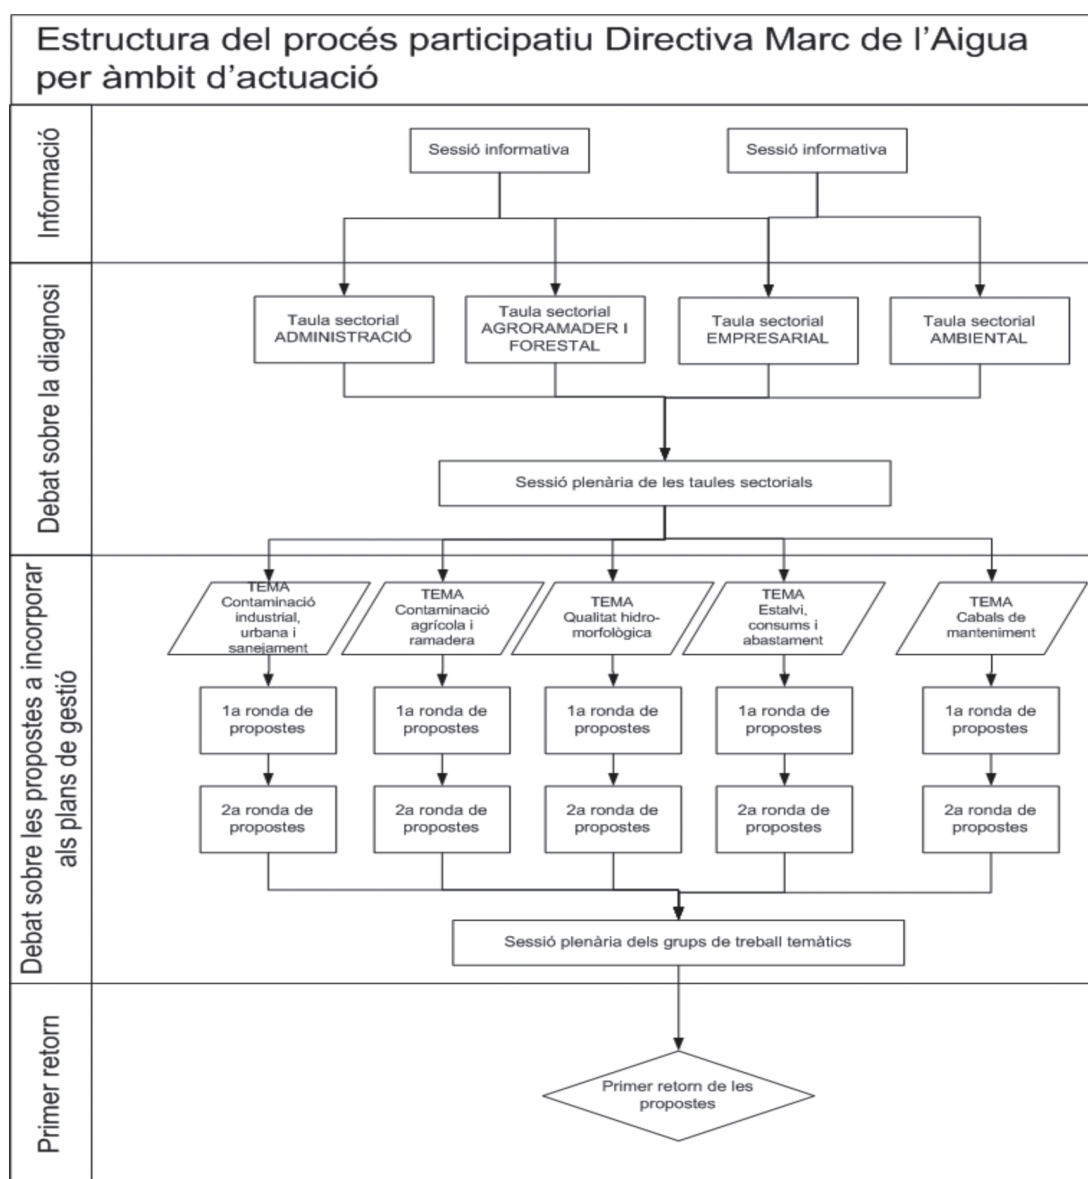 Estructura del procés participatiu Directiva Marc de l'Aigua
per àmbit d'actuació
Informació
Sessió informativa
Sessió informativa
Debat sobre la diagnosi
Taula sectorial
ADMINISTRACIÓ
Taula sectorial
AGRORAMADER I
FORESTAL
Taula sectorial
EMPRESARIAL
Taula sectorial
AMBIENTAL
Sessió plenària de les taules sectorials
Debat sobre les propostes a incorporar
als plans de gestió
TEMA
Contaminació
industrial,
urbana i
sanejament
TEMA
Contaminació
agrícola i
ramadera
TEMA
Qualitat hidro-
morfològica
TEMA
Estalvi,
consums i
abastament
TEMA
Cabals de
manteniment
1a ronda de
propostes
1a ronda de
propostes
1a ronda de
propostes
1a ronda de
propostes
1a ronda de
propostes
2a ronda de
propostes
2a ronda de
propostes
2a ronda de
propostes
2a ronda de
propostes
2a ronda de
propostes
Sessió plenària dels grups de treball temàtics
Primer retorn
Primer retorn de les
propostes